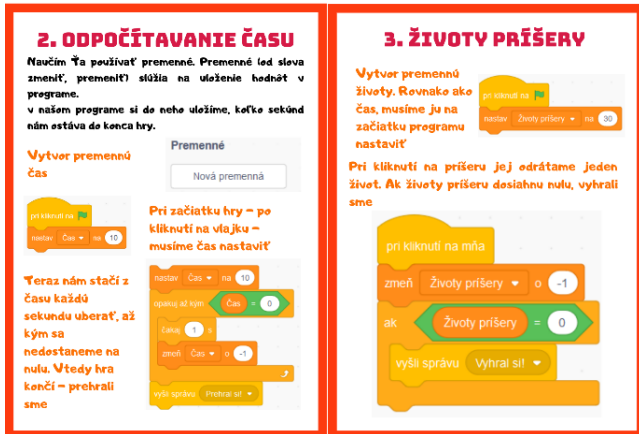 2. ODPOČÍTAVANIE ČASU
Naučím Ťa používať premenné. Premenné (od slova
zmeniť, premeniť) slúžia na uloženie hodnôt v
programe.
v našom programe si do neho uložíme, koľko sekúnd
nám ostáva do konca hry.
Vytvor premennú
čas
Premenné
Nová premenná
pri kliknutí na
nastav Čas na 10
Pri začiatku hry – po
kliknutí na vlajku –
musíme čas nastaviť
Teraz nám stačí z
času každú
sekundu uberať, až
kým sa
nedostaneme na
nulu. Vtedy hra
končí – prehrali
sme
nastav Čas na 10
opakuj až kým Čas = 0
čakaj 1 s
zmeň Čas o -1
vyšli správu Prehral si!
3. ŽIVOTY PRÍŠERY
Vytvor premennú
životy. Rovnako ako
čas, musíme ju na
začiatku programu
nastaviť
pri kliknutí na
nastav Životy príšery na 30
Pri kliknutí na príšeru jej odrátame jeden
život. Ak životy príšeru dosiahnu nulu, vyhrali
sme
pri kliknutí na mňa
zmeň Životy príšery o -1
ak Životy príšery = 0
vyšli správu Vyhral si!